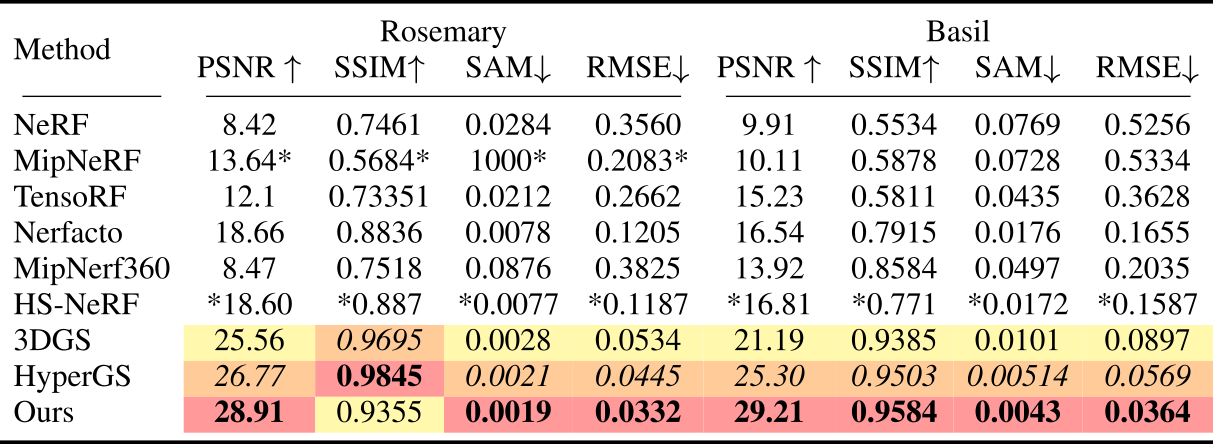 Method Rosemary Basil
PSNR ↑ SSIM↑ SAM↓ RMSE↓ PSNR ↑ SSIM↑ SAM↓ RMSE↓
NeRF 8.42 0.7461 0.0284 0.3560 9.91 0.5534 0.0769 0.5256
MipNeRF 13.64* 0.5684* 1000* 0.2083* 10.11 0.5878 0.0728 0.5334
TensoRF 12.1 0.73351 0.0212 0.2662 15.23 0.5811 0.0435 0.3628
Nerfacto 18.66 0.8836 0.0078 0.1205 16.54 0.7915 0.0176 0.1655
MipNerf360 8.47 0.7518 0.0876 0.3825 13.92 0.8584 0.0497 0.2035
HS-NeRF *18.60 *0.887 *0.0077 *0.1187 *16.81 *0.771 *0.0172 *0.1587
3DGS 25.56 0.9695 0.0028 0.0534 21.19 0.9385 0.0101 0.0897
HyperGS 26.77 0.9845 0.0021 0.0445 25.30 0.9503 0.00514 0.0569
Ours 28.91 0.9355 0.0019 0.0332 29.21 0.9584 0.0043 0.0364